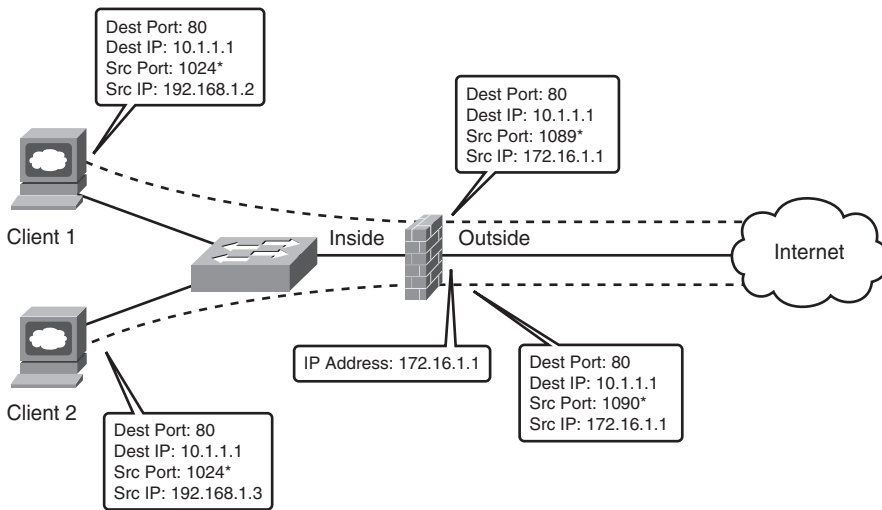 Dest Port: 80
Dest IP: 10.1.1.1
Src Port: 1024*
Src IP: 192.168.1.2
Dest Port: 80
Dest IP: 10.1.1.1
Src Port: 1089*
Src IP: 172.16.1.1
Client 1
Inside
Outside
Internet
IP Address: 172.16.1.1
Dest Port: 80
Dest IP: 10.1.1.1
Src Port: 1090*
Src IP: 172.16.1.1
Client 2
Dest Port: 80
Dest IP: 10.1.1.1
Src Port: 1024*
Src IP: 192.168.1.3